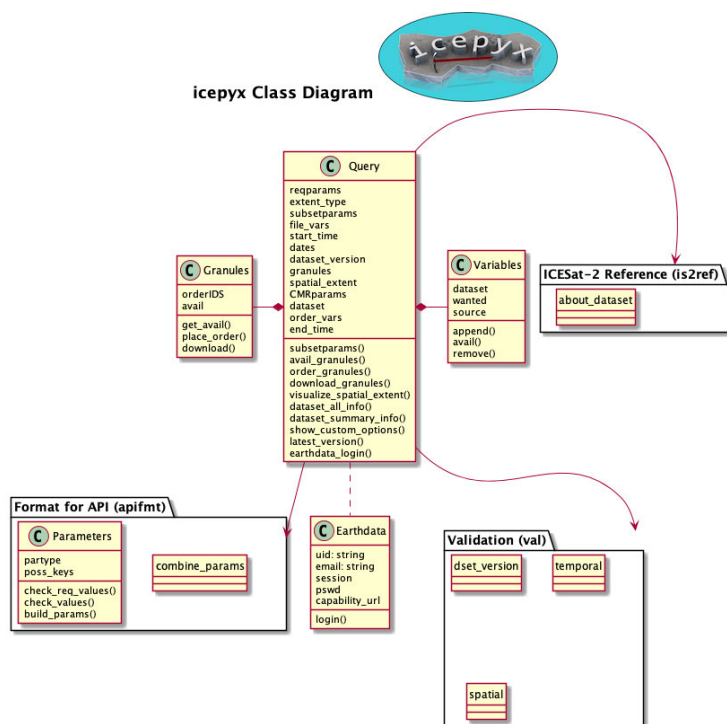 icepyx
icepyx Class Diagram
C Query
reqparams
extent_type
subsetparams
file_vars
start_time
dates
dataset_version
granules
spatial_extent
CMRparams
dataset
order_vars
end_time
subsetparams()
avail_granules()
order_granules()
download_granules()
visualize_spatial_extent()
dataset_all_info()
dataset_summary_info()
show_custom_options()
latest_version()
earthdata_login()
C Granules
orderIDS
avail
get_avail()
place_order()
download()
C Variables
dataset
wanted
source
append()
avail()
remove()
ICESat-2 Reference (is2ref)
about_dataset
Format for API (apifmt)
C Parameters
partype
poss_keys
check_req_values()
check_values()
build_params()
combine_params
C Earthdata
uid: string
email: string
session
pswd
capability_url
login()
Validation (val)
dset_version
temporal
spatial